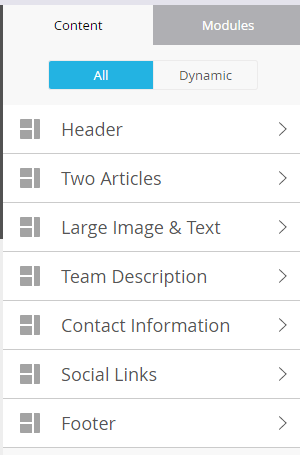 Content Modules
All Dynamic
Header
Two Articles
Large Image & Text
Team Description
Contact Information
Social Links
Footer